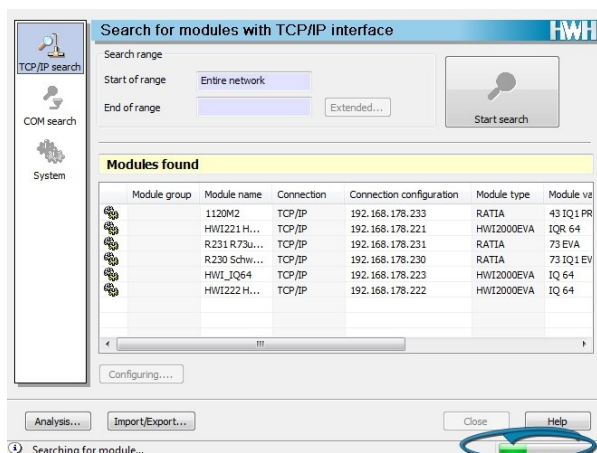 Search for modules with TCP/IP interface
HWH
TCP/IP search
COM search
System
Search range
Start of range Entire network
End of range Extended...
Start search
Modules found
Module group Module name Connection Connection configuration Module type Module va
1120M2 TCP/IP 192.168.178.233 RATIA 43 IQ1 PR
HWI221 H... TCP/IP 192.168.178.221 HWI2000EVA IQR 64
R231 R73u... TCP/IP 192.168.178.231 RATIA 73 EVA
R230 Schw... TCP/IP 192.168.178.230 RATIA 73 IQ1 EV
HWI_IQ64 TCP/IP 192.168.178.223 HWI2000EVA IQ 64
HWI222 H... TCP/IP 192.168.178.222 HWI2000EVA IQ 64
Configuring....
Analysis... Import/Export... Close Help
Searching for module...